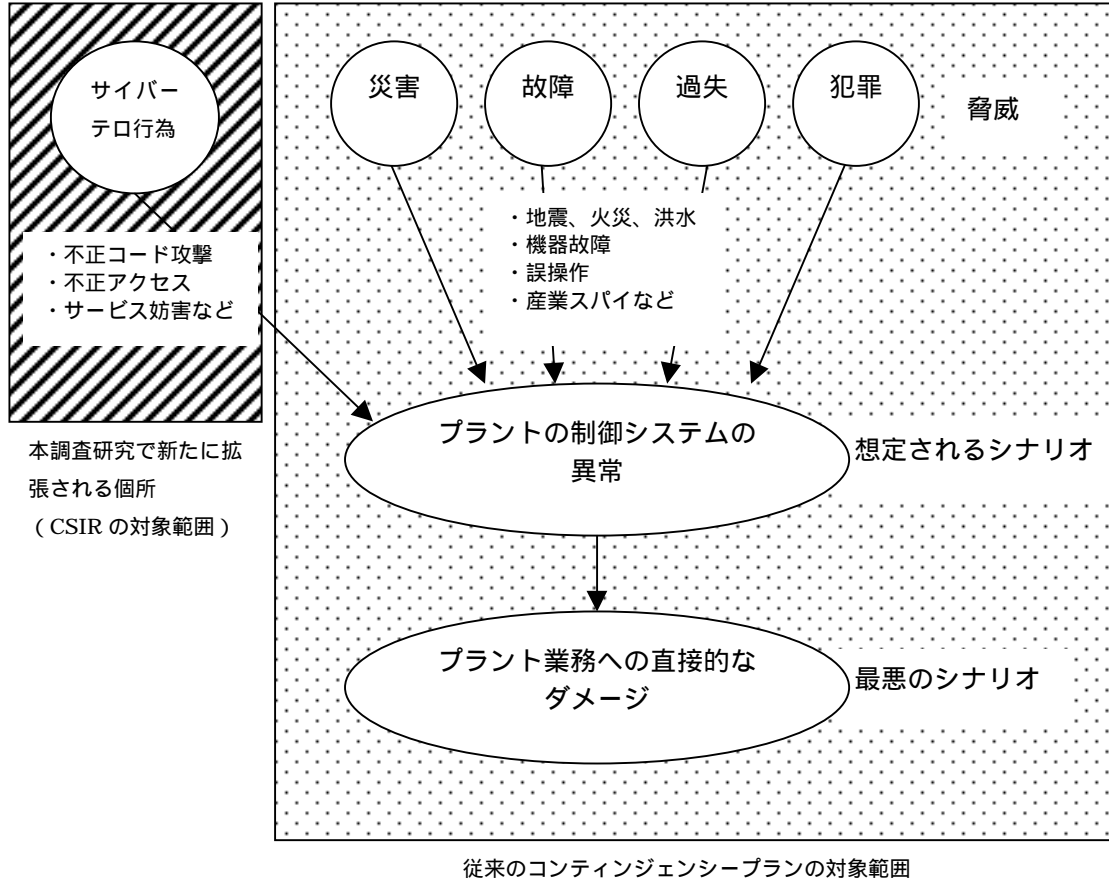 サイバー
テロ行為
災害
故障
過失
犯罪
脅威
・不正コード攻撃
・不正アクセス
・サービス妨害など
・地震、火災、洪水
・機器故障
・誤操作
・産業スパイなど
プラントの制御システムの
異常
想定されるシナリオ
本調査研究で新たに拡
張される個所
(CSIR の対象範囲)
プラント業務への直接的な
ダメージ
最悪のシナリオ
従来のコンティンジェンシープランの対象範囲